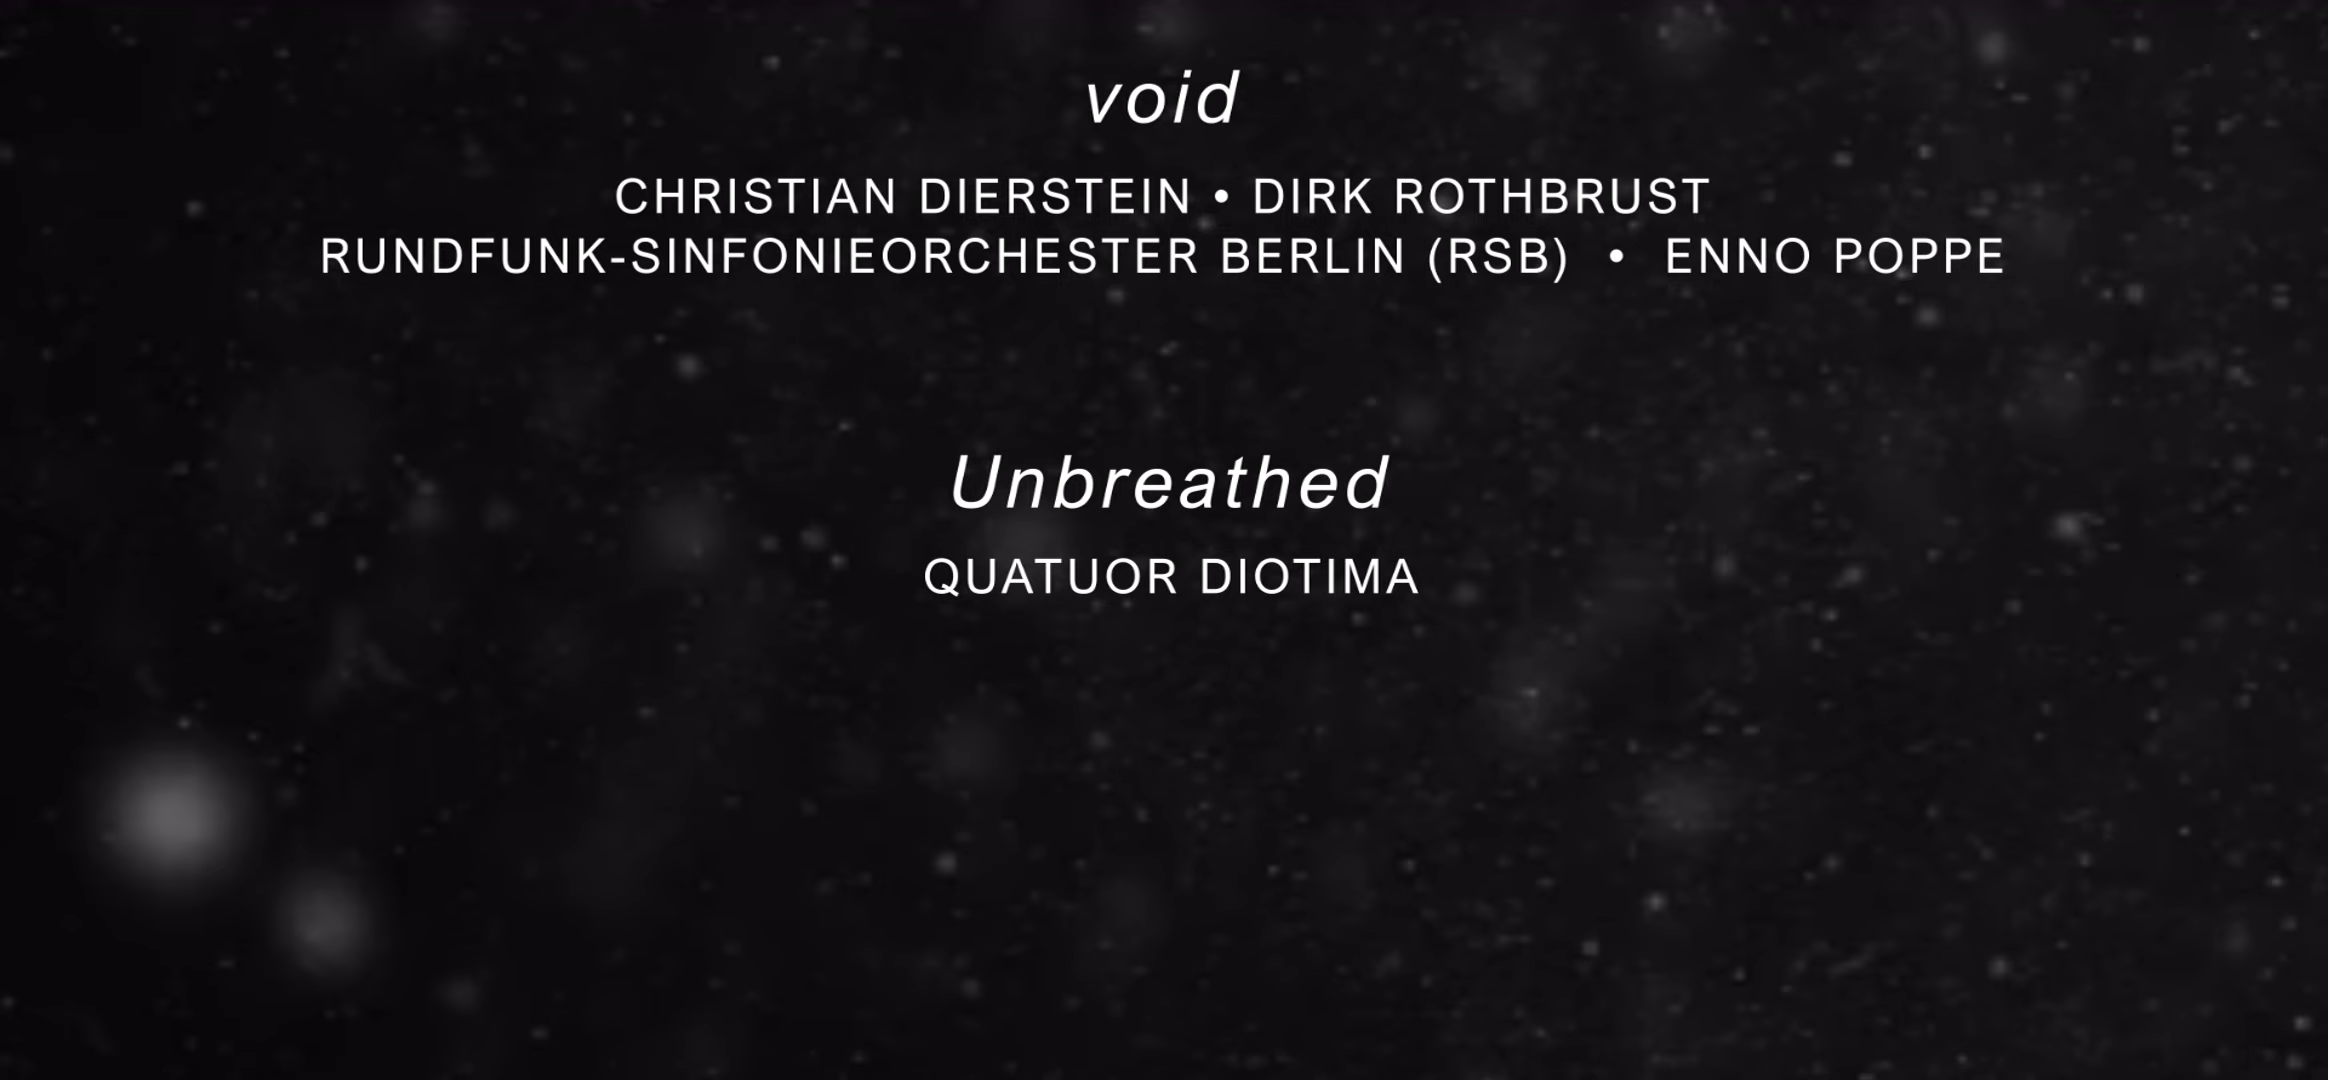 void
CHRISTIAN DIERSTEIN • DIRK ROTHBRUST
RUNDFUNK-SINFONIEORCHESTER BERLIN (RSB) • ENNO POPPE
Unbreathed
QUATUOR DIOTIMA